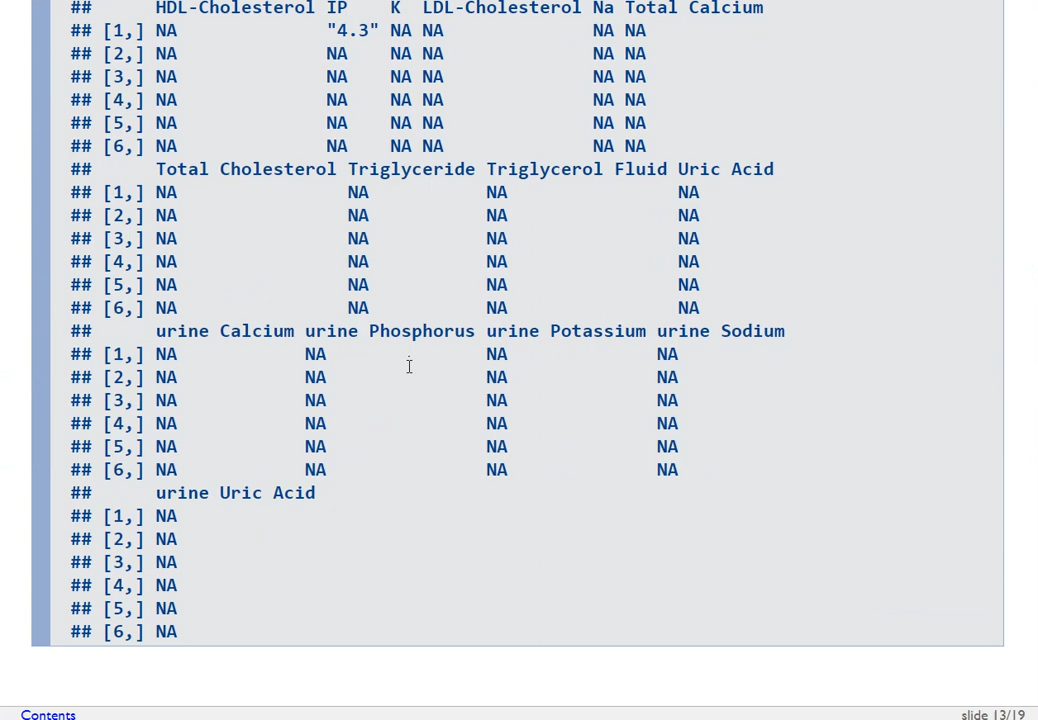 ## HDL-Cholesterol IP K LDL-Cholesterol Na Total Calcium
## [1,] NA "4.3" NA NA NA NA
## [2,] NA NA NA NA NA NA
## [3,] NA NA NA NA NA NA
## [4,] NA NA NA NA NA NA
## [5,] NA NA NA NA NA NA
## [6,] NA NA NA NA NA NA
## Total Cholesterol Triglyceride Triglycerol Fluid Uric Acid
## [1,] NA NA NA NA
## [2,] NA NA NA NA
## [3,] NA NA NA NA
## [4,] NA NA NA NA
## [5,] NA NA NA NA
## [6,] NA NA NA NA
## urine Calcium urine Phosphorus urine Potassium urine Sodium
## [1,] NA NA NA NA
## [2,] NA NA NA NA
## [3,] NA NA NA NA
## [4,] NA NA NA NA
## [5,] NA NA NA NA
## [6,] NA NA NA NA
## urine Uric Acid
## [1,] NA
## [2,] NA
## [3,] NA
## [4,] NA
## [5,] NA
## [6,] NA
Contents
slide 13/19